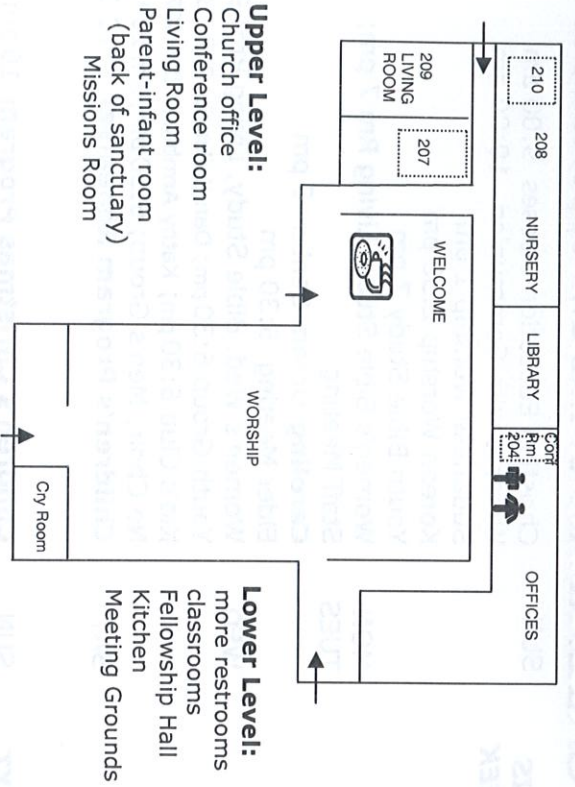 210
208
NURSERY
LIBRARY
Conf
Rm
204
OFFICES
209
LIVING
ROOM
207
WELCOME
WORSHIP
Cry Room
Upper Level:
Church office
Conference room
Living Room
Parent-infant room
(back of sanctuary)
Missions Room
Lower Level:
more restrooms
classrooms
Fellowship Hall
Kitchen
Meeting Grounds